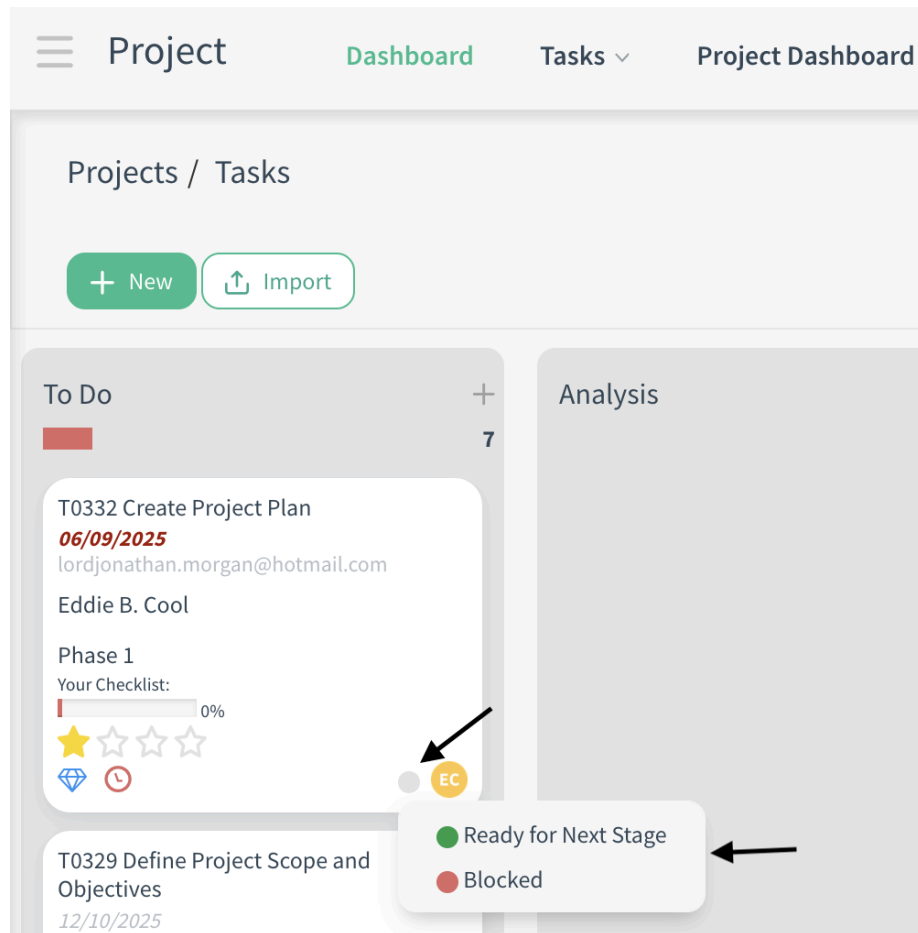 Project
Dashboard
Tasks
Project Dashboard
Projects / Tasks
New
Import
To Do
7
T0332 Create Project Plan
06/09/2025
lordjonathan.morgan@hotmail.com
Eddie B. Cool
Phase 1
Your Checklist:
0%
EC
Ready for Next Stage
Blocked
T0329 Define Project Scope and
Objectives
12/10/2025
Analysis